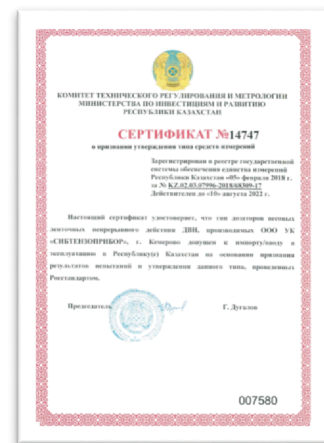 КОМИТЕТ ТЕХНИЧЕСКОГО РЕГУЛИРОВАНИЯ И МЕТРОЛОГИИ
МИНИСТЕРСТВА ПО ИНВЕСТИЦИЯМ И РАЗВИТИЮ
РЕСПУБЛИКИ КАЗАХСТАН
СЕРТИФИКАТ №14747
о признании утверждения типа средств измерений
Зарегистрирован в реестре государственной
системы обеспечения единства измерений
Республики Казахстан «05» февраля 2018 г.
за № KZ.02.03.07996-2018/68309-17
Действителен до «10» августа 2022 г.
Настоящий сертификат удостоверяет, что тип дозаторов весовых
ленточных непрерывного действия ДВН, производимых ООО УК
«СИБТЕНЗОПРИБОР», г. Кемерово допущен к импорту/вводу в
эксплуатацию в Республику(е) Казахстан на основании признания
результатов испытаний и утверждения данного типа, проведенных
Росстандартом.
Председатель Г. Дугалов
007580